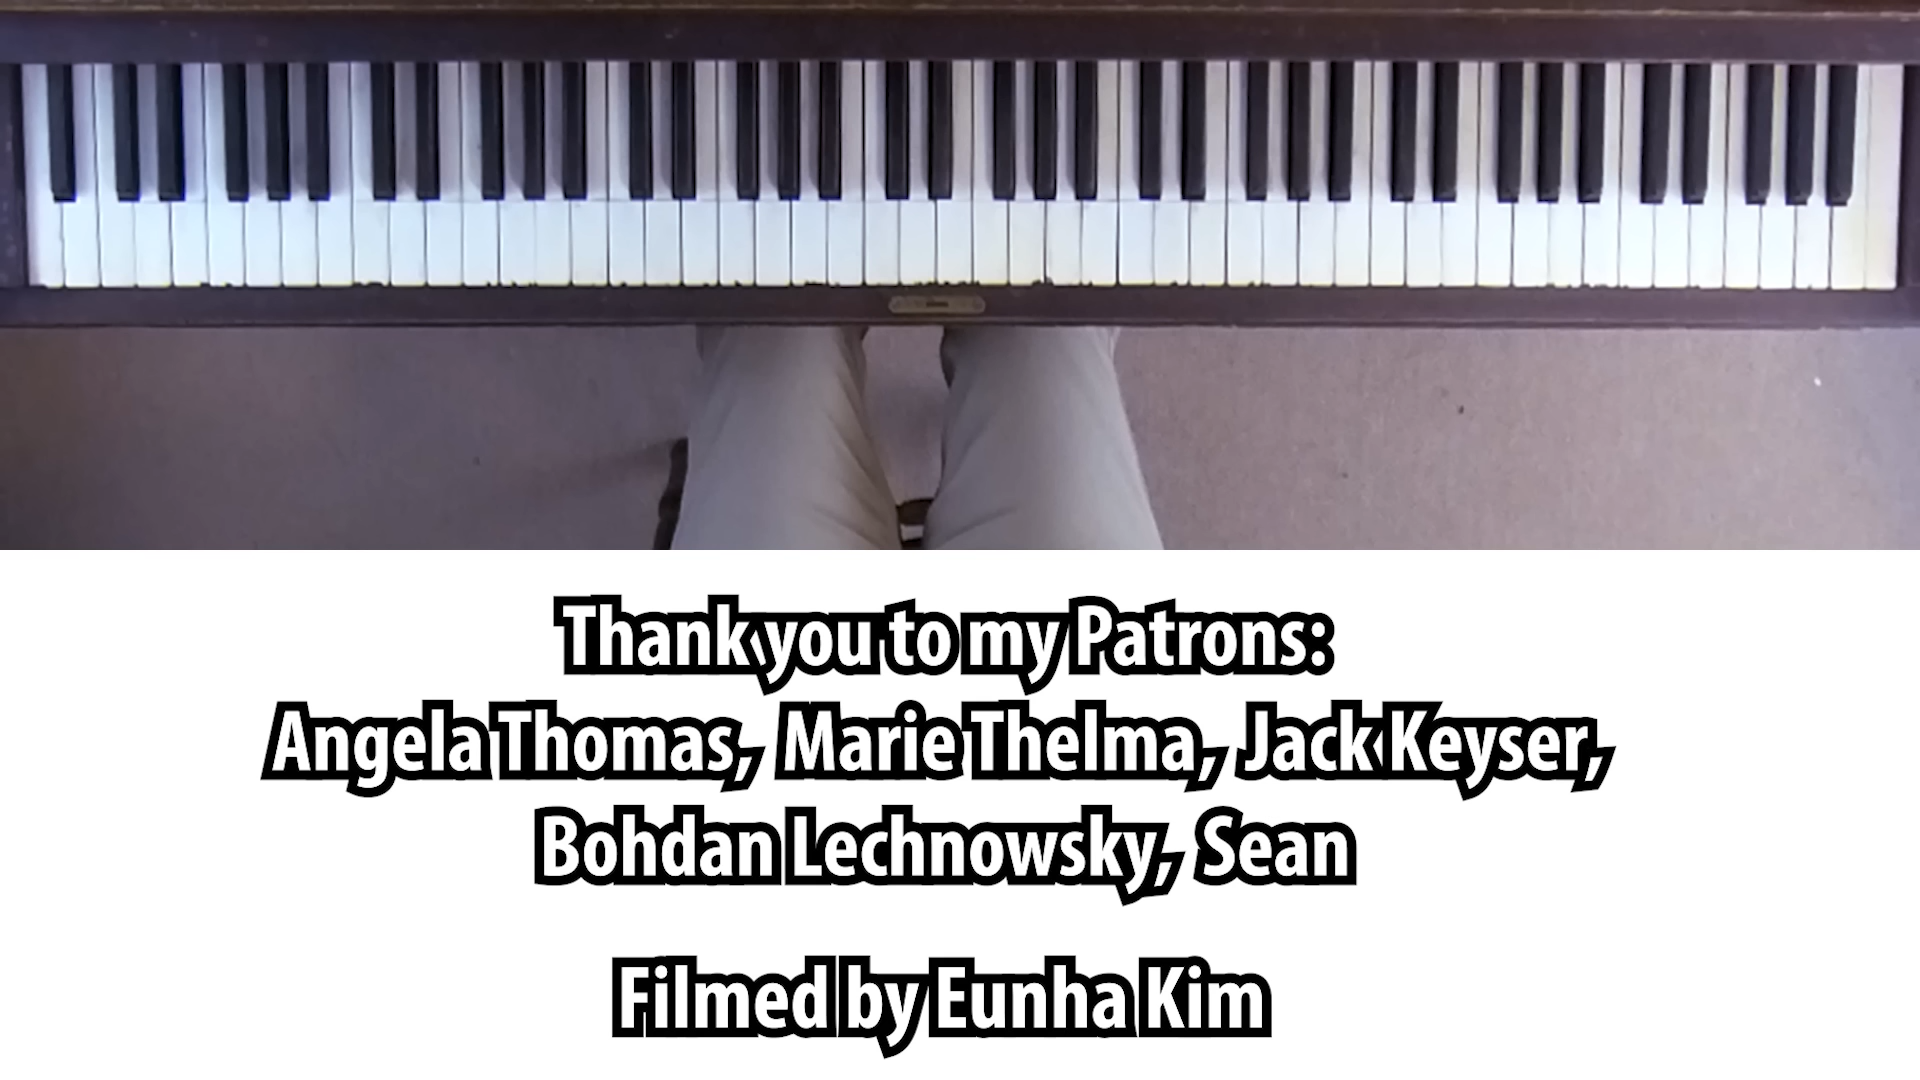 Thank you to my Patrons:
Angela Thomas, Marie Thelma, Jack Keyser,
Bohdan Lechnowsky, Sean
Filmed by Eunha Kim